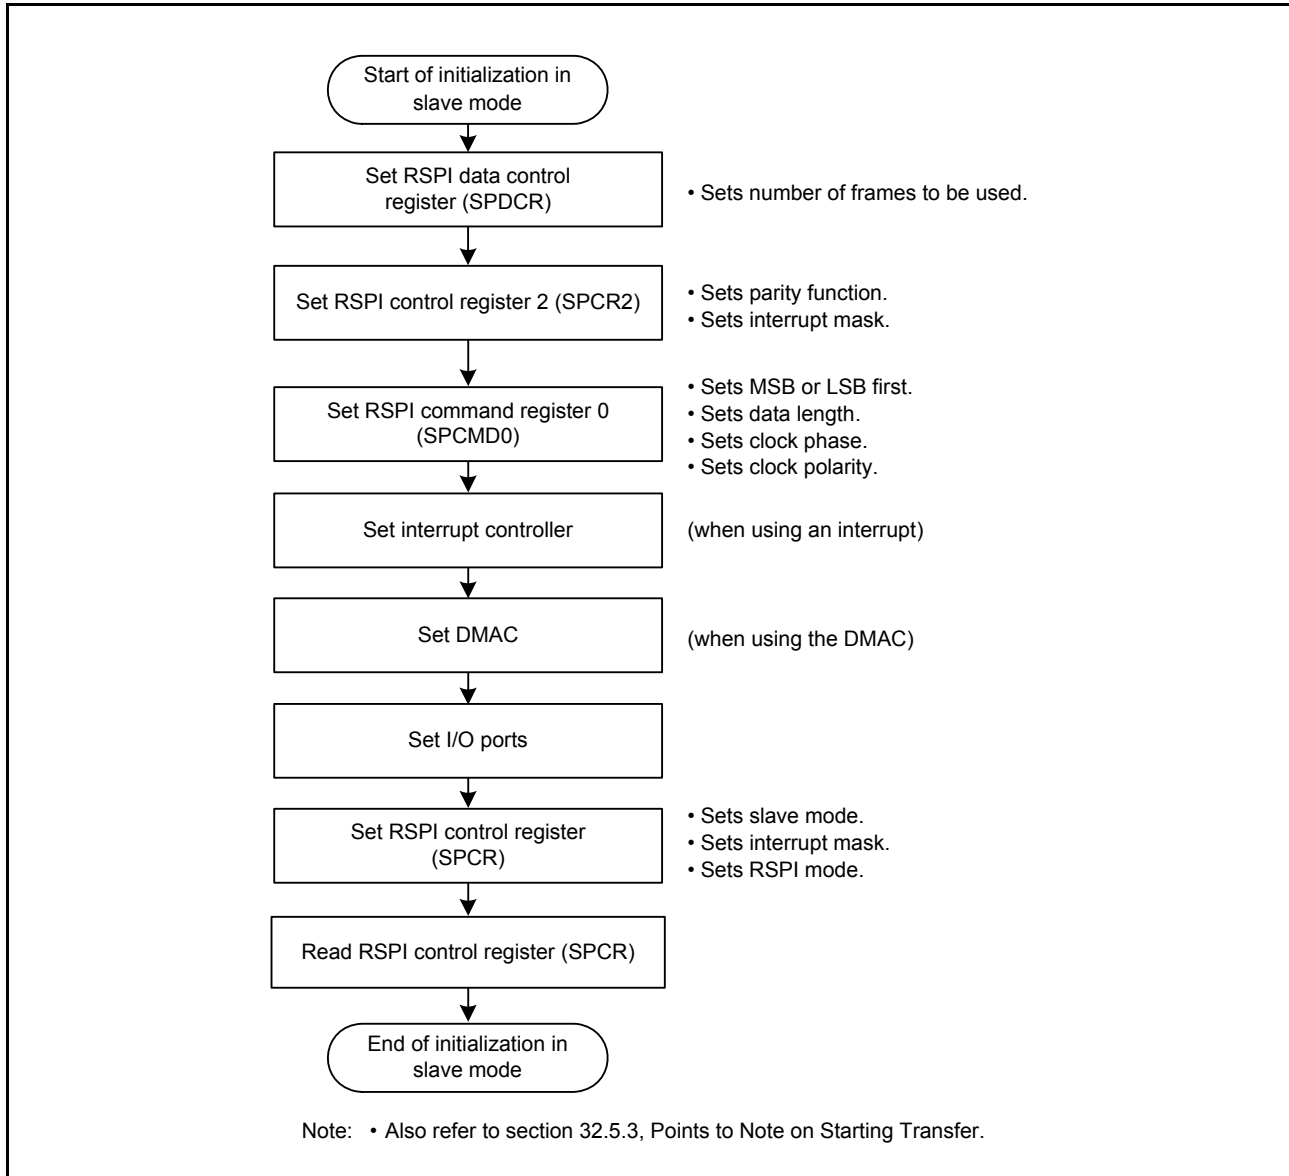 Start of initialization in
slave mode
Set RSPI data control
register (SPDCR)
• Sets number of frames to be used.
Set RSPI control register 2 (SPCR2)
• Sets parity function.
• Sets interrupt mask.
Set RSPI command register 0
(SPCMD0)
• Sets MSB or LSB first.
• Sets data length.
• Sets clock phase.
• Sets clock polarity.
Set interrupt controller
(when using an interrupt)
Set DMAC
(when using the DMAC)
Set I/O ports
Set RSPI control register
(SPCR)
• Sets slave mode.
• Sets interrupt mask.
• Sets RSPI mode.
Read RSPI control register (SPCR)
End of initialization in
slave mode
Note: • Also refer to section 32.5.3, Points to Note on Starting Transfer.